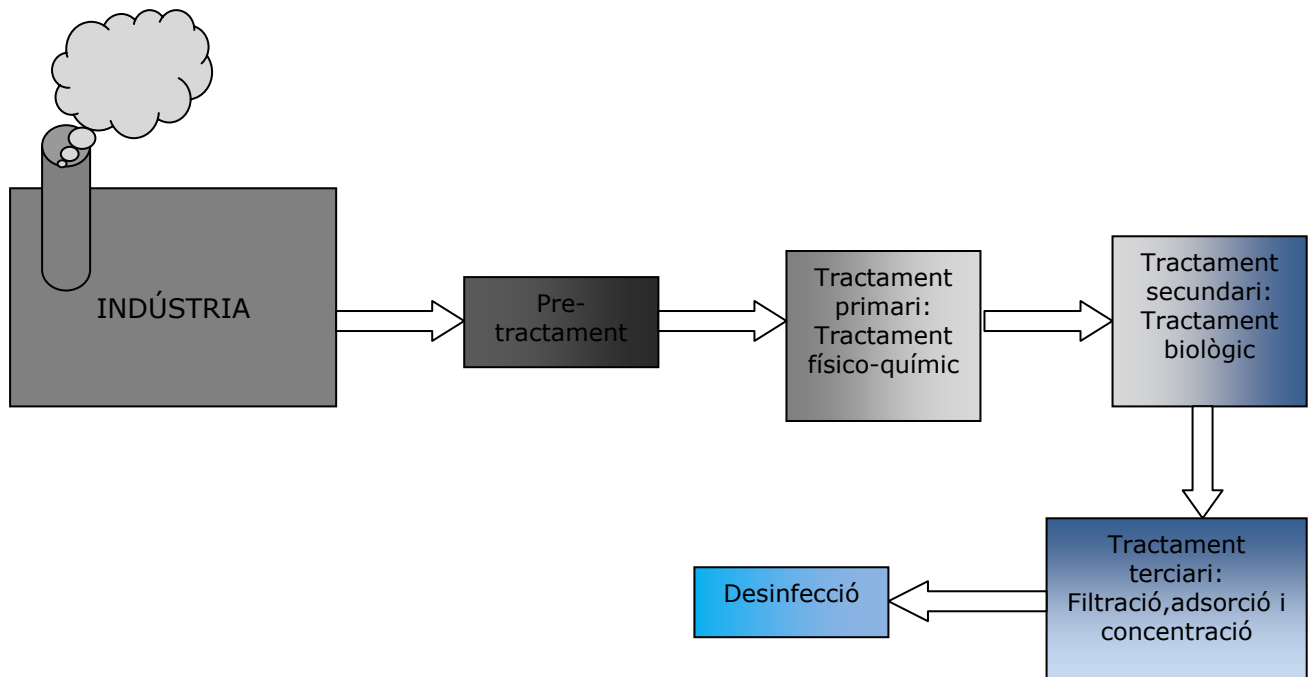 INDÚSTRIA
Pre-
tractament
Tractament
primari:
Tractament
físico-químic
Tractament
secundari:
Tractament
biològic
Tractament
terciari:
Filtració,adsorció i
concentració
Desinfecció